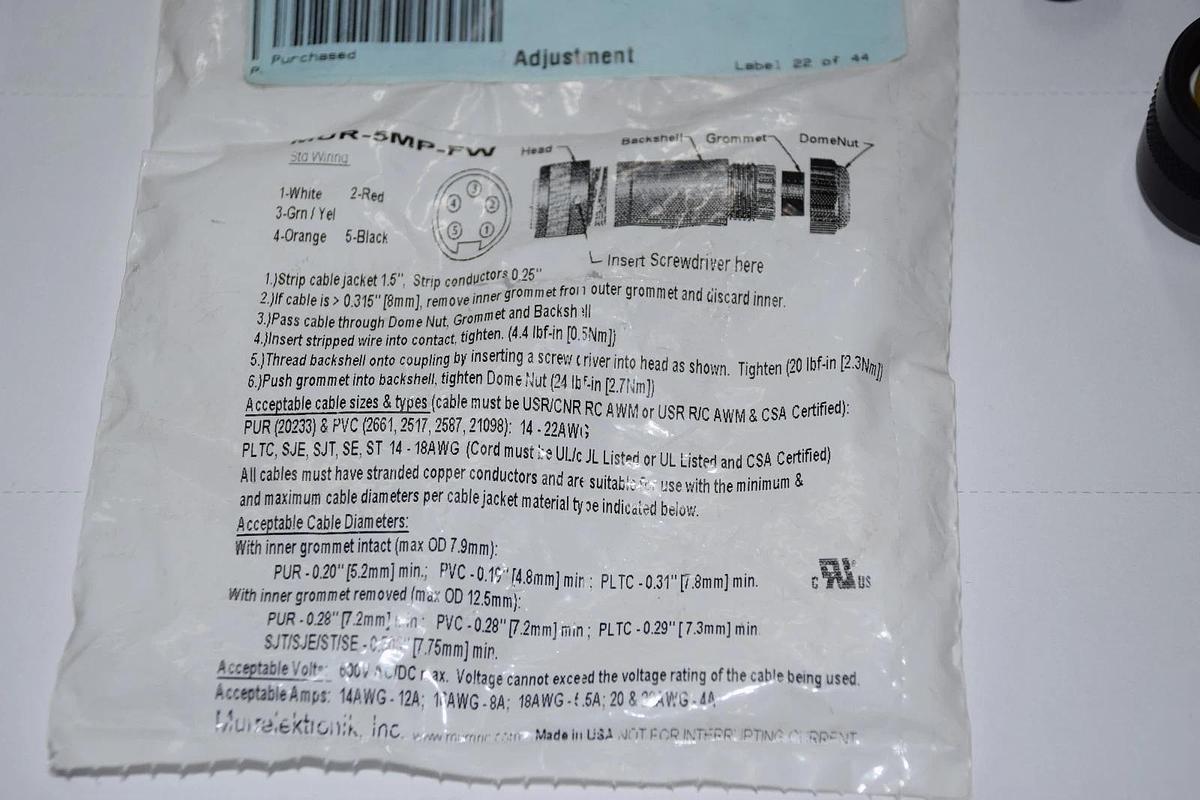 Purchased Adjustment Label 22 of 44
P.
-5MP-FW
Std Wiring
Head Backshell Grommet DomeNut
1-White 2-Red
3-Grn / Yel
4-Orange 5-Black
3
4 2
5 1
Insert Screwdriver here
1.)Strip cable jacket 1.5", Strip conductors 0.25"
2.)If cable is > 0.315" [8mm], remove inner grommet from outer grommet and discard inner.
3.)Pass cable through Dome Nut, Grommet and Backshell
4.)Insert stripped wire into contact, tighten. (4.4 lbf-in [0.5Nm])
5.)Thread backshell onto coupling by inserting a screw driver into head as shown. Tighten (20 lbf-in [2.3Nm])
6.)Push grommet into backshell, tighten Dome Nut (24 lbf-in [2.7Nm])
Acceptable cable sizes & types (cable must be USR/CNR RC AWM or USR R/C AWM & CSA Certified):
PUR (20233) & PVC (2661, 2517, 2587, 21098): 14 - 22AWG
PLTC, SJE, SJT, SE, ST 14 - 18AWG (Cord must be UL/cUL Listed or UL Listed and CSA Certified)
All cables must have stranded copper conductors and are suitable for use with the minimum &
and maximum cable diameters per cable jacket material type indicated below.
Acceptable Cable Diameters:
With inner grommet intact (max OD 7.9mm):
PUR - 0.20" [5.2mm] min.; PVC - 0.19" [4.8mm] min ; PLTC - 0.31" [7.8mm] min.
c RU US
With inner grommet removed (max OD 12.5mm):
PUR - 0.28" [7.2mm] min ; PVC - 0.28" [7.2mm] min ; PLTC - 0.29" [7.3mm] min
SJT/SJE/ST/SE - [7.75mm] min.
Acceptable Volts: 600V AC/DC max. Voltage cannot exceed the voltage rating of the cable being used.
Acceptable Amps: 14AWG - 12A; -8A; 18AWG - 20 & -4A
Murrelektronik, Inc. Made in USA NOT FOR INTERRUPTING CURRENT